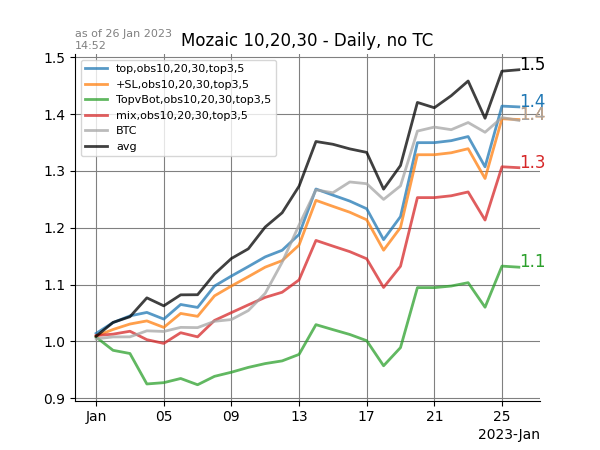 as of 26 Jan 2023
14:52
Mozaic 10,20,30 - Daily, no TC
1.5
1.4
1.3
1.2
1.1
1.0
0.9
top,obs10,20,30,top3,5
+SL,obs10,20,30,top3,5
TopvBot,obs10,20,30,top3,5
mix,obs10,20,30,top3,5
BTC
avg
1.5
1.4
1.4
1.3
1.1
Jan 05 09 13 17 21 25
2023-Jan